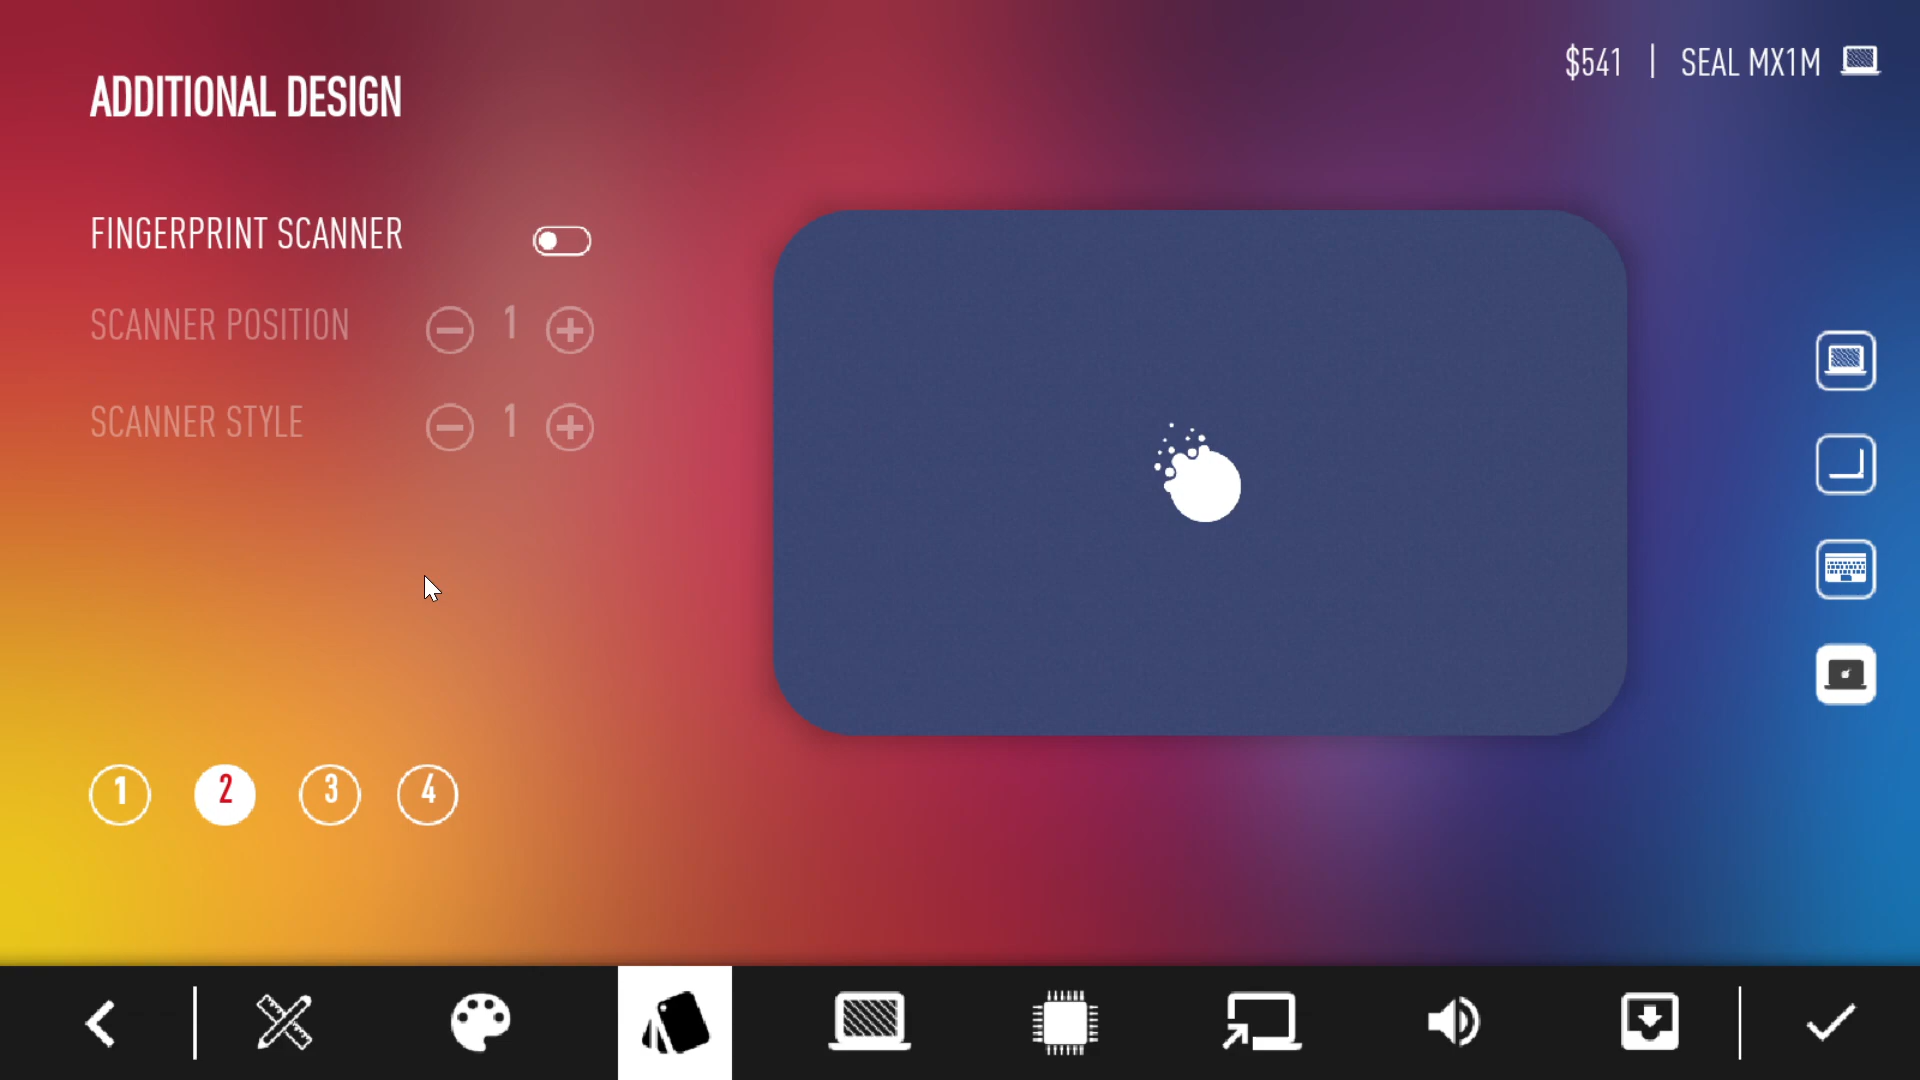 $541 | SEAL MX1M
ADDITIONAL DESIGN
FINGERPRINT SCANNER
SCANNER POSITION 1
SCANNER STYLE 1
1 2 3 4